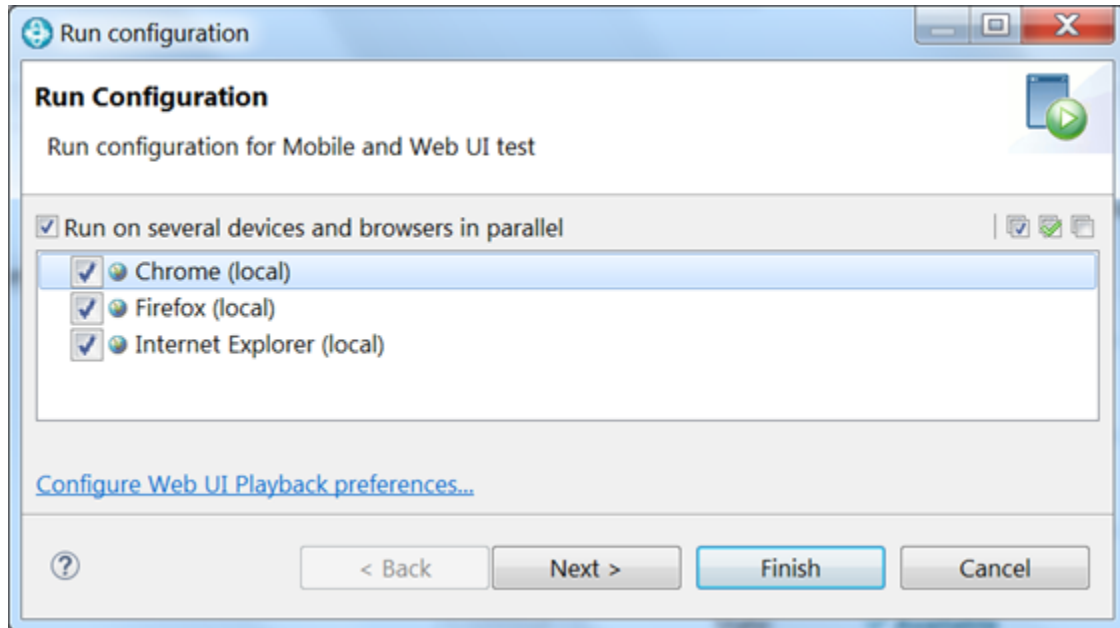 Run configuration
Run Configuration
Run configuration for Mobile and Web UI test
Run on several devices and browsers in parallel
Chrome (local)
Firefox (local)
Internet Explorer (local)
Configure Web UI Playback preferences...
? < Back Next > Finish Cancel